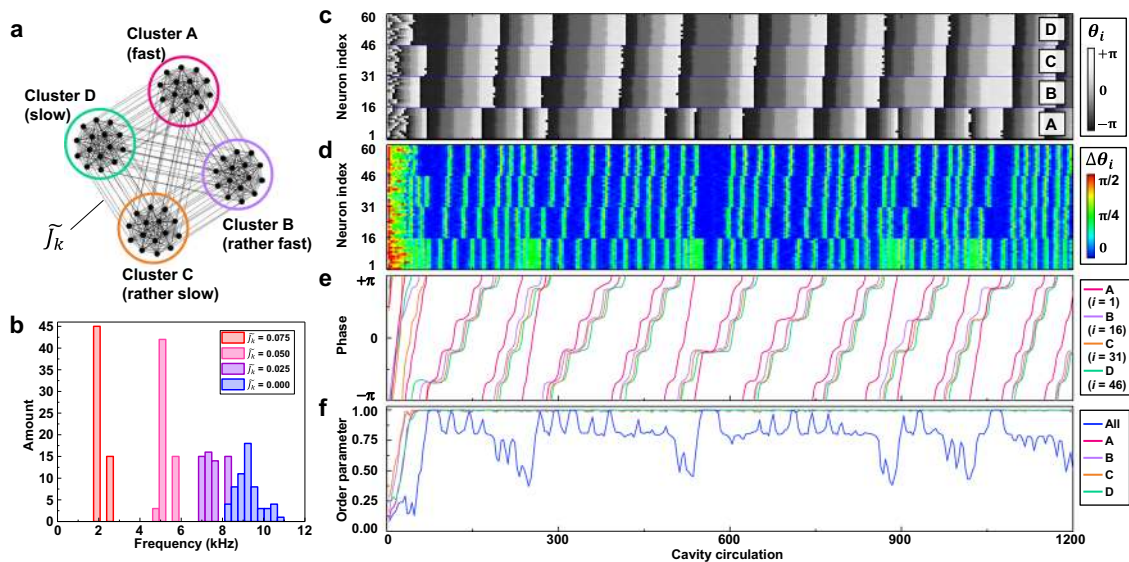 a
Cluster A
(fast)
Cluster D
(slow)
Cluster B
(rather fast)
J̃ₖ
Cluster C
(rather slow)
b
Amount
45
40
35
30
25
20
15
10
5
0
J̃ₖ = 0.075
J̃ₖ = 0.050
J̃ₖ = 0.025
J̃ₖ = 0.000
0 2 4 6 8 10 12
Frequency (kHz)
c
Neuron index
62
46
31
16
1
D
C
B
A
θᵢ
+π
0
−π
d
Neuron index
60
46
31
16
1
Δθᵢ
π/2
π/4
0
e
Phase
+π
0
−π
A
(i = 1)
B
(i = 16)
C
(i = 31)
D
(i = 46)
f
Order parameter
1.00
0.75
0.50
0.25
0.00
0 300 600 900 1200
Cavity circulation
All
A
B
C
D